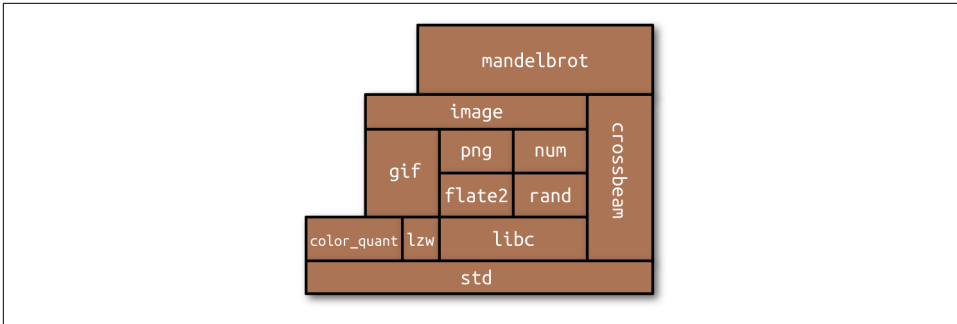 mandelbrot
image
crossbeam
gif
png
num
flate2
rand
color_quant
lzw
libc
std